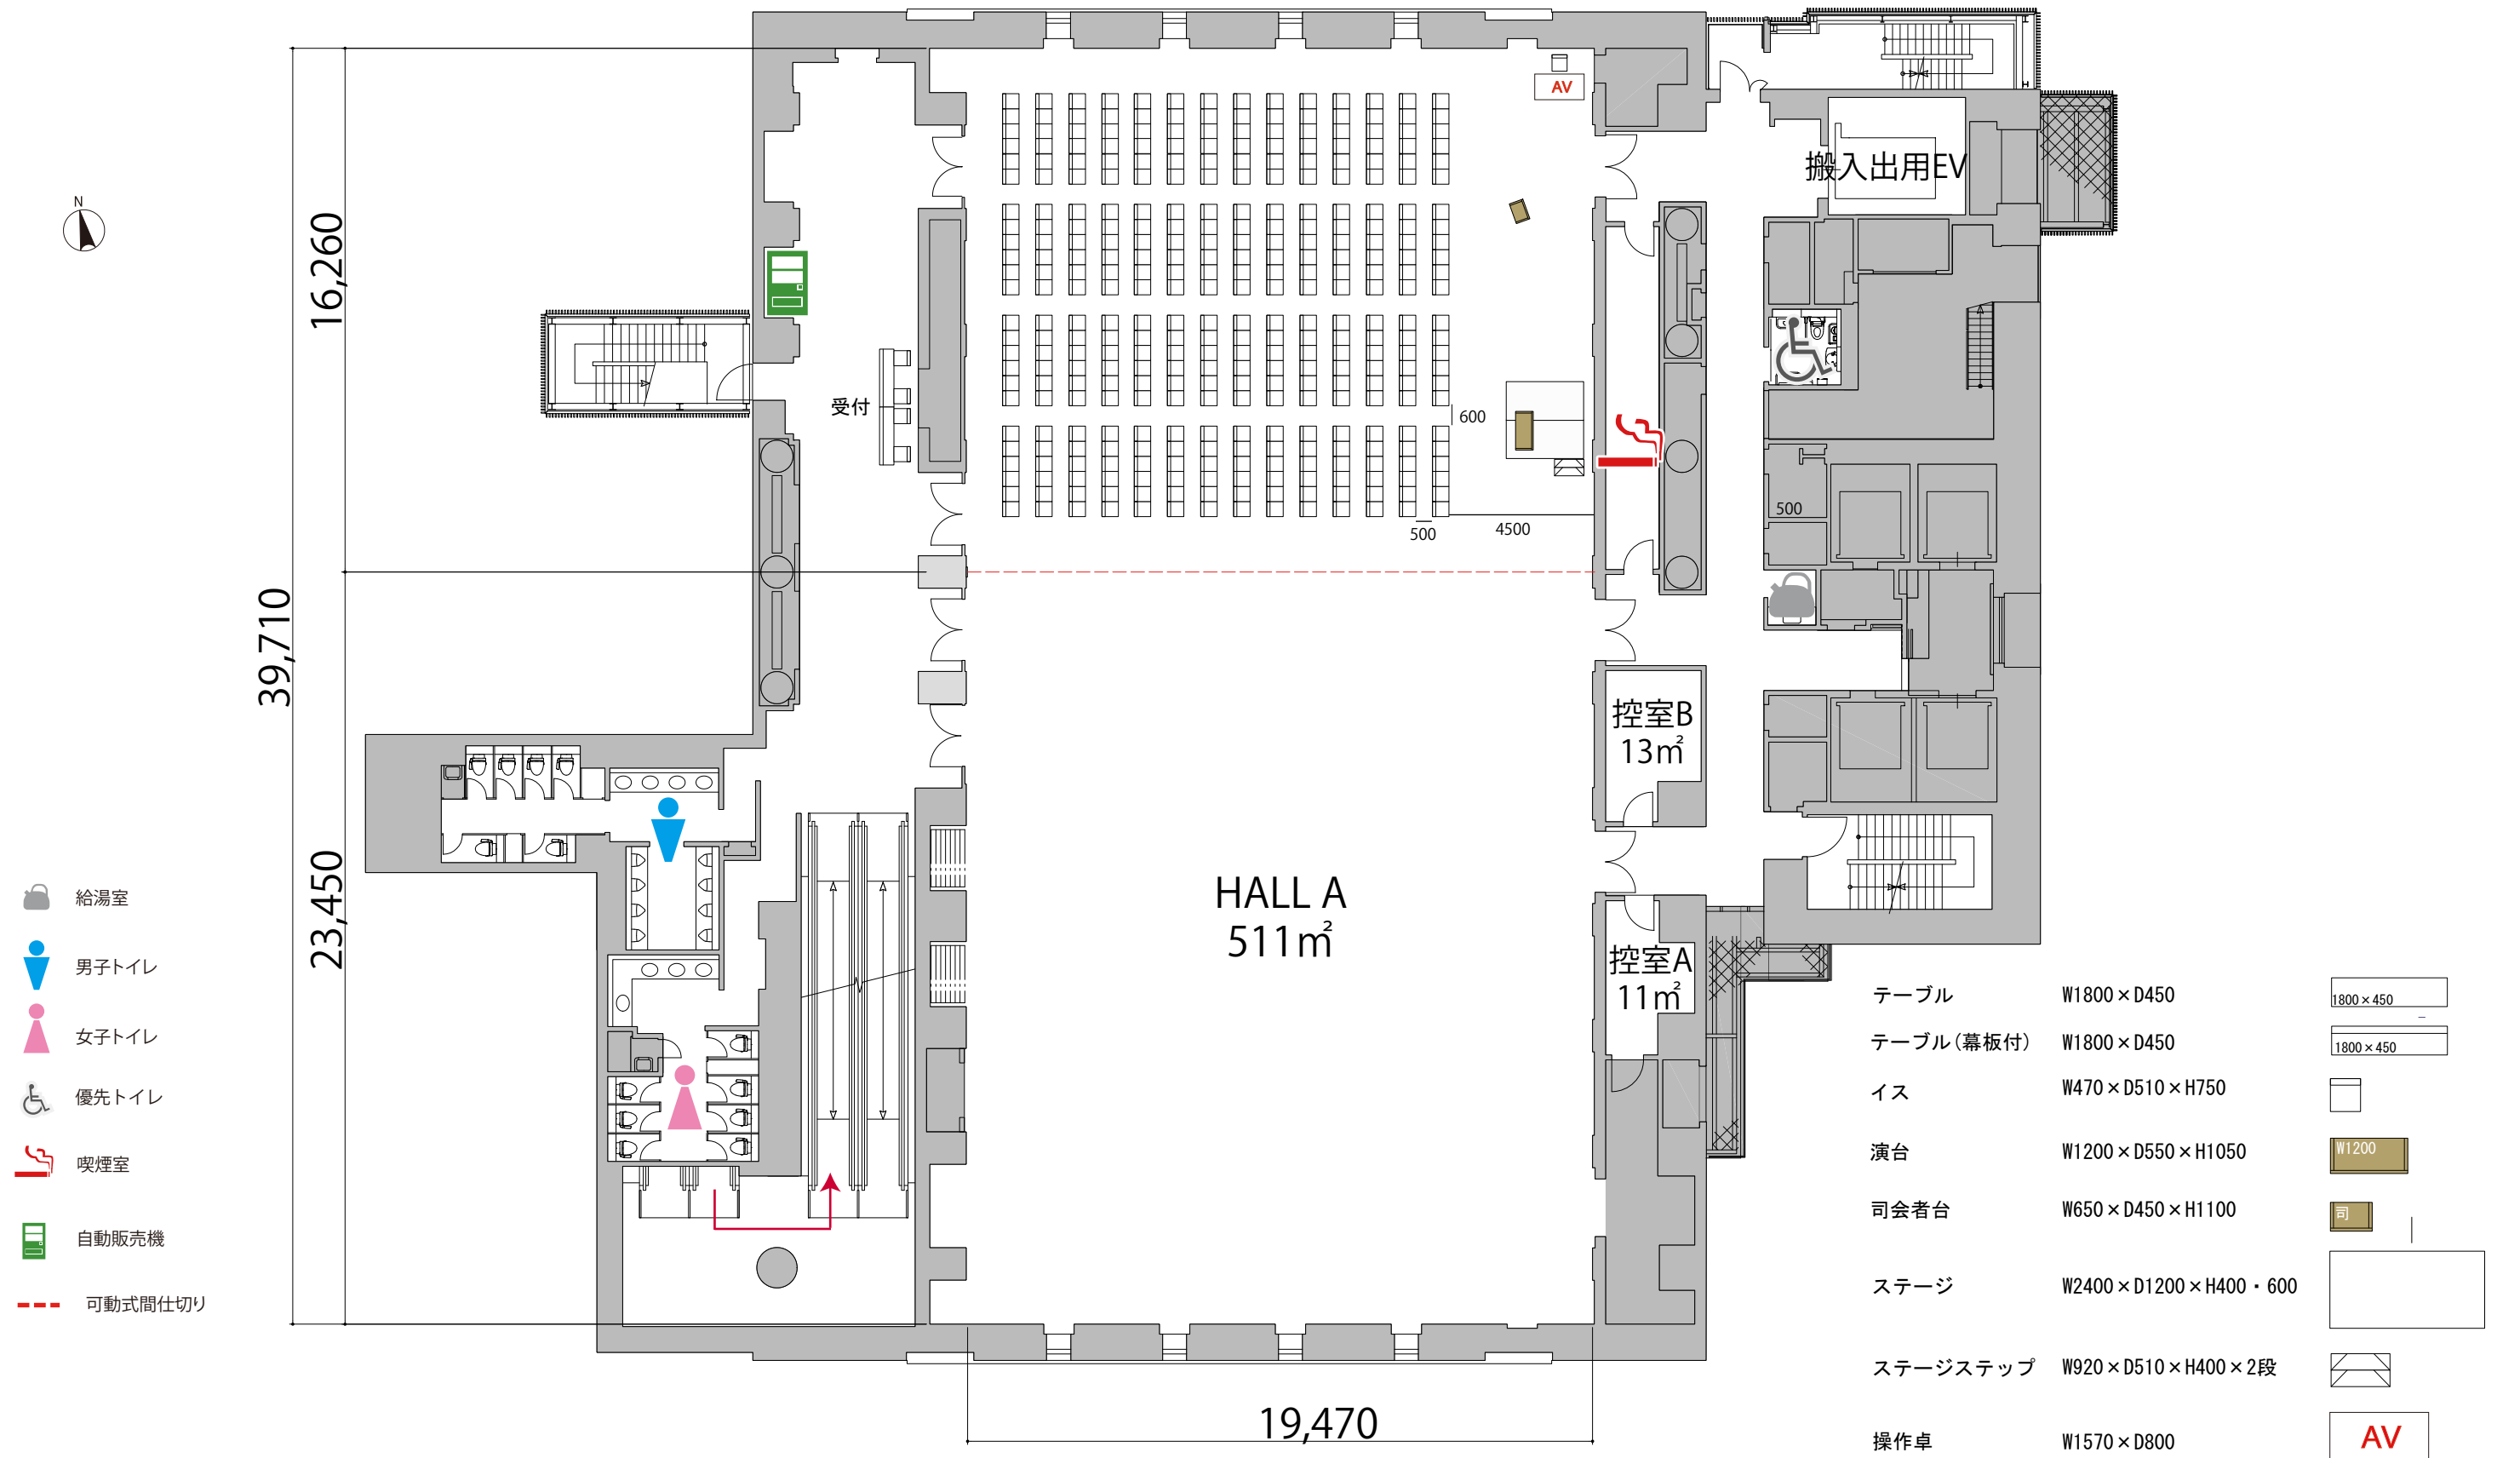 N
16,260
39,710
23,450
19,470
AV
搬入出用EV
受付
600
500
4500
500
控室B
13㎡
HALL A
511㎡
控室A
11㎡
給湯室
男子トイレ
女子トイレ
優先トイレ
喫煙室
自動販売機
可動式間仕切り
テーブル W1800×D450 1800×450
テーブル（幕板付） W1800×D450 1800×450
イス W470×D510×H750
演台 W1200×D550×H1050 W1200
司会者台 W650×D450×H1100 司
ステージ W2400×D1200×H400・600
ステージステップ W920×D510×H400×2段
操作卓 W1570×D800 AV